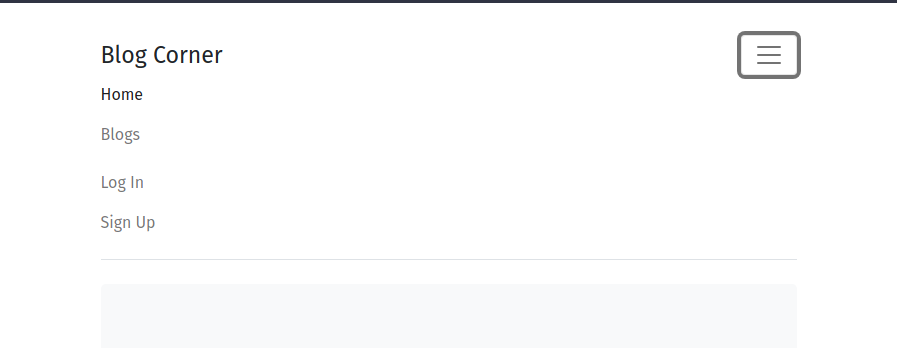 Blog Corner
Home
Blogs
Log In
Sign Up